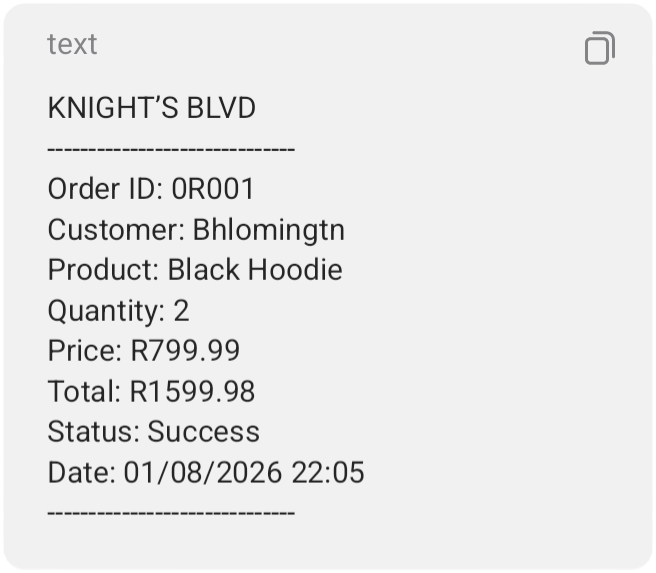 text
KNIGHT’S BLVD
------------------------------
Order ID: 0R001
Customer: Bhlomingtn
Product: Black Hoodie
Quantity: 2
Price: R799.99
Total: R1599.98
Status: Success
Date: 01/08/2026 22:05
------------------------------